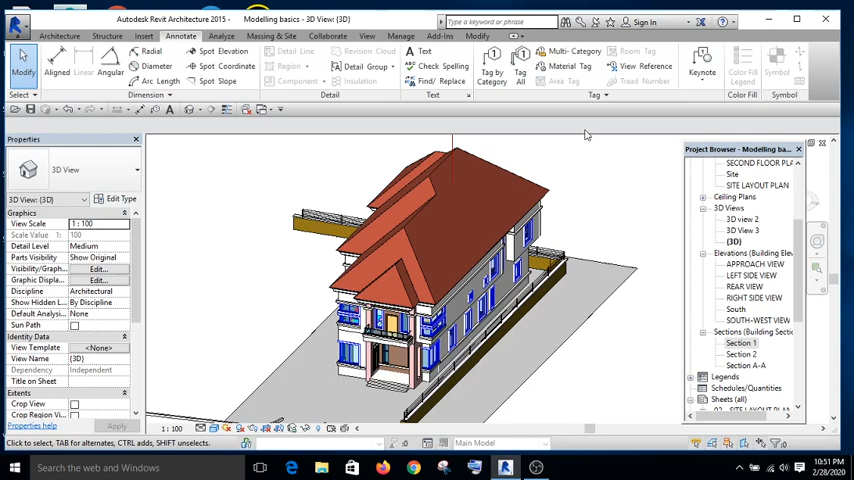 Autodesk Revit Architecture 2015 - Modelling basics - 3D View: {3D}
Type a keyword or phrase
Sign In
Architecture Structure Insert Annotate Analyze Massing & Site Collaborate View Manage Add-Ins Modify
Modify
Select
Aligned Linear Angular
Radial
Diameter
Arc Length
Spot Elevation
Spot Coordinate
Spot Slope
Dimension
Detail Line
Region
Component
Revision Cloud
Detail Group
Insulation
Detail
Text
Check Spelling
Find/ Replace
Text
Tag by Category
Tag All
Multi- Category
Material Tag
Area Tag
Room Tag
View Reference
Tread Number
Tag
Keynote
Color Fill Legend
Color Fill
Symbol
Symbol
Properties
3D View
3D View: {3D}
Edit Type
Graphics
View Scale 1 : 100
Scale Value 1: 100
Detail Level Medium
Parts Visibility Show Original
Visibility/Graph... Edit...
Graphic Displa... Edit...
Discipline Architectural
Show Hidden L... By Discipline
Default Analysi... None
Sun Path
Identity Data
View Template <None>
View Name {3D}
Dependency Independent
Title on Sheet
Extents
Crop View
Crop Region V...
Properties help
Apply
Project Browser - Modelling ba...
SECOND FLOOR PLA
Site
SITE LAYOUT PLAN
Ceiling Plans
3D Views
3D View 2
3D View 3
{3D}
Elevations (Building Elev
APPROACH VIEW
LEFT SIDE VIEW
REAR VIEW
RIGHT SIDE VIEW
South
SOUTH-WEST VIEW
Sections (Building Secti
Section 1
Section 2
Section A-A
Legends
Schedules/Quantities
Sheets (all)
02 - SITE LAYOUT PLA
1 : 100
Click to select, TAB for alternates, CTRL adds, SHIFT unselects.
:0
Main Model
:0
Search the web and Windows
10:51 PM
2/28/2020